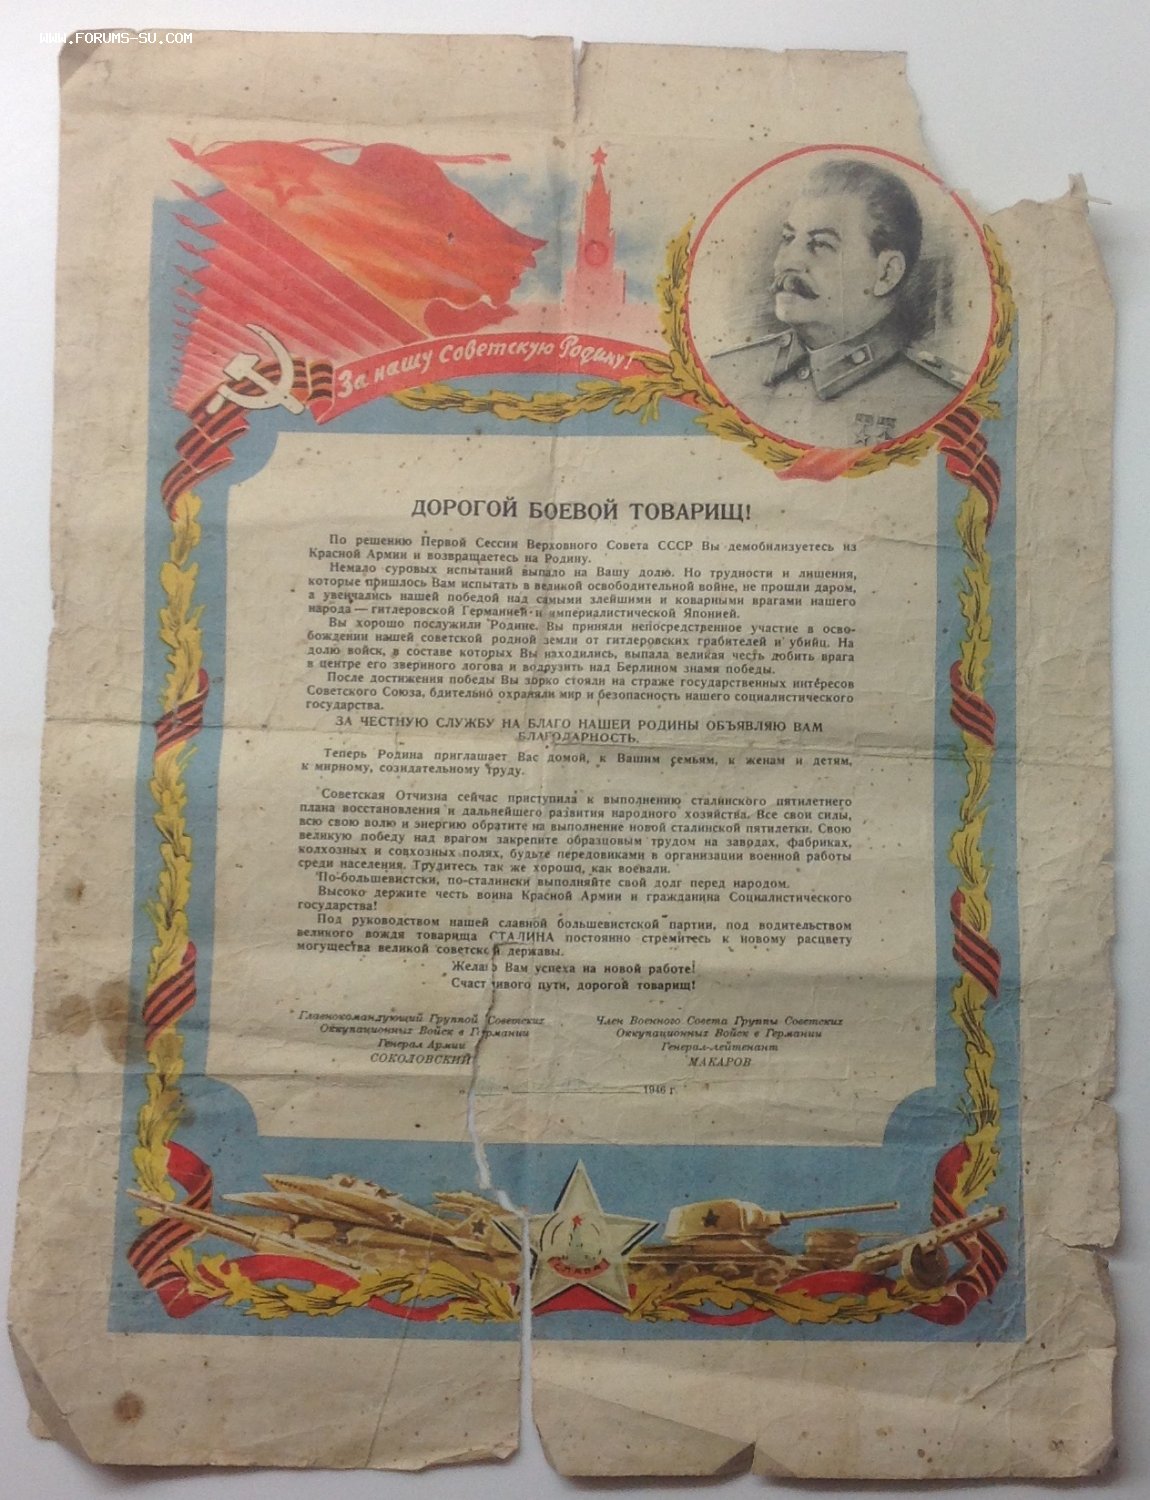 WWW.FORUMS-SU.COM
За нашу Советскую Родину!
ДОРОГОЙ БОЕВОЙ ТОВАРИЩ!
По решению Первой Сессии Верховного Совета СССР Вы демобилизуетесь из
Красной Армии и возвращаетесь на Родину.
Немало суровых испытаний выпало на Вашу долю. Но трудности и лишения,
которые пришлось Вам испытать в великой освободительной войне, не прошли даром,
а увенчались нашей победой над самыми злейшими и коварными врагами нашего
народа — гитлеровской Германией и империалистической Японией.
Вы хорошо послужили Родине. Вы приняли непосредственное участие в осво-
бождении нашей советской родной земли от гитлеровских грабителей и убийц. На
долю войск, в составе которых Вы находились, выпала великая честь добить врага
в центре его звериного логова и водрузить над Берлином знамя победы.
После достижения победы Вы зорко стояли на страже государственных интересов
Советского Союза, бдительно охраняли мир и безопасность нашего социалистического
государства.
ЗА ЧЕСТНУЮ СЛУЖБУ НА БЛАГО НАШЕЙ РОДИНЫ ОБЪЯВЛЯЮ ВАМ
БЛАГОДАРНОСТЬ.
Теперь Родина приглашает Вас домой, к Вашим семьям, к женам и детям,
к мирному, созидательному труду.
Советская Отчизна сейчас приступила к выполнению сталинского пятилетнего
плана восстановления и дальнейшего развития народного хозяйства. Все свои силы,
всю свою волю и энергию обратите на выполнение новой сталинской пятилетки. Свою
великую победу над врагом закрепите образцовым трудом на заводах, фабриках,
колхозных и совхозных полях, будьте передовиками в организации военной работы
среди населения. Трудитесь так же хорошо, как воевали.
По-большевистски, по-сталински выполняйте свой долг перед народом.
Высоко держите честь воина Красной Армии и гражданина Социалистического
государства!
Под руководством нашей славной большевистской партии, под водительством
великого вождя товарища СТАЛИНА постоянно стремитесь к новому расцвету
могущества великой советской державы.
Желаю Вам успеха на новой работе!
Счастливого пути, дорогой товарищ!
Главнокомандующий Группой Советских
Оккупационных Войск в Германии
Генерал Армии
СОКОЛОВСКИЙ
Член Военного Совета Группы Советских
Оккупационных Войск в Германии
Генерал-лейтенант
МАКАРОВ
1946 г.
СЛАВА